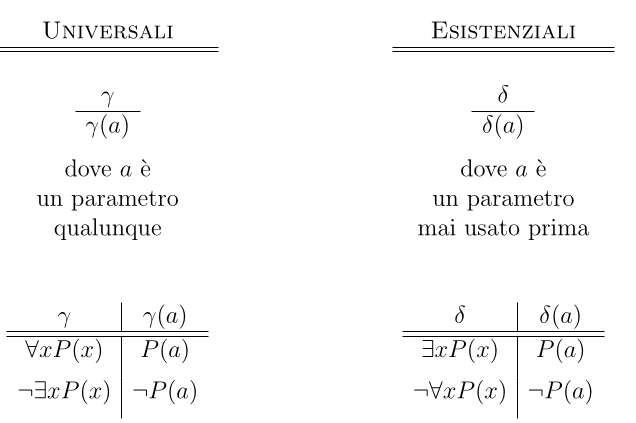 Universali
γ
γ(a)
dove a è
un parametro
qualunque
γ γ(a)
∀xP(x) P(a)
¬∃xP(x) ¬P(a)
Esistenziali
δ
δ(a)
dove a è
un parametro
mai usato prima
δ δ(a)
∃xP(x) P(a)
¬∀xP(x) ¬P(a)